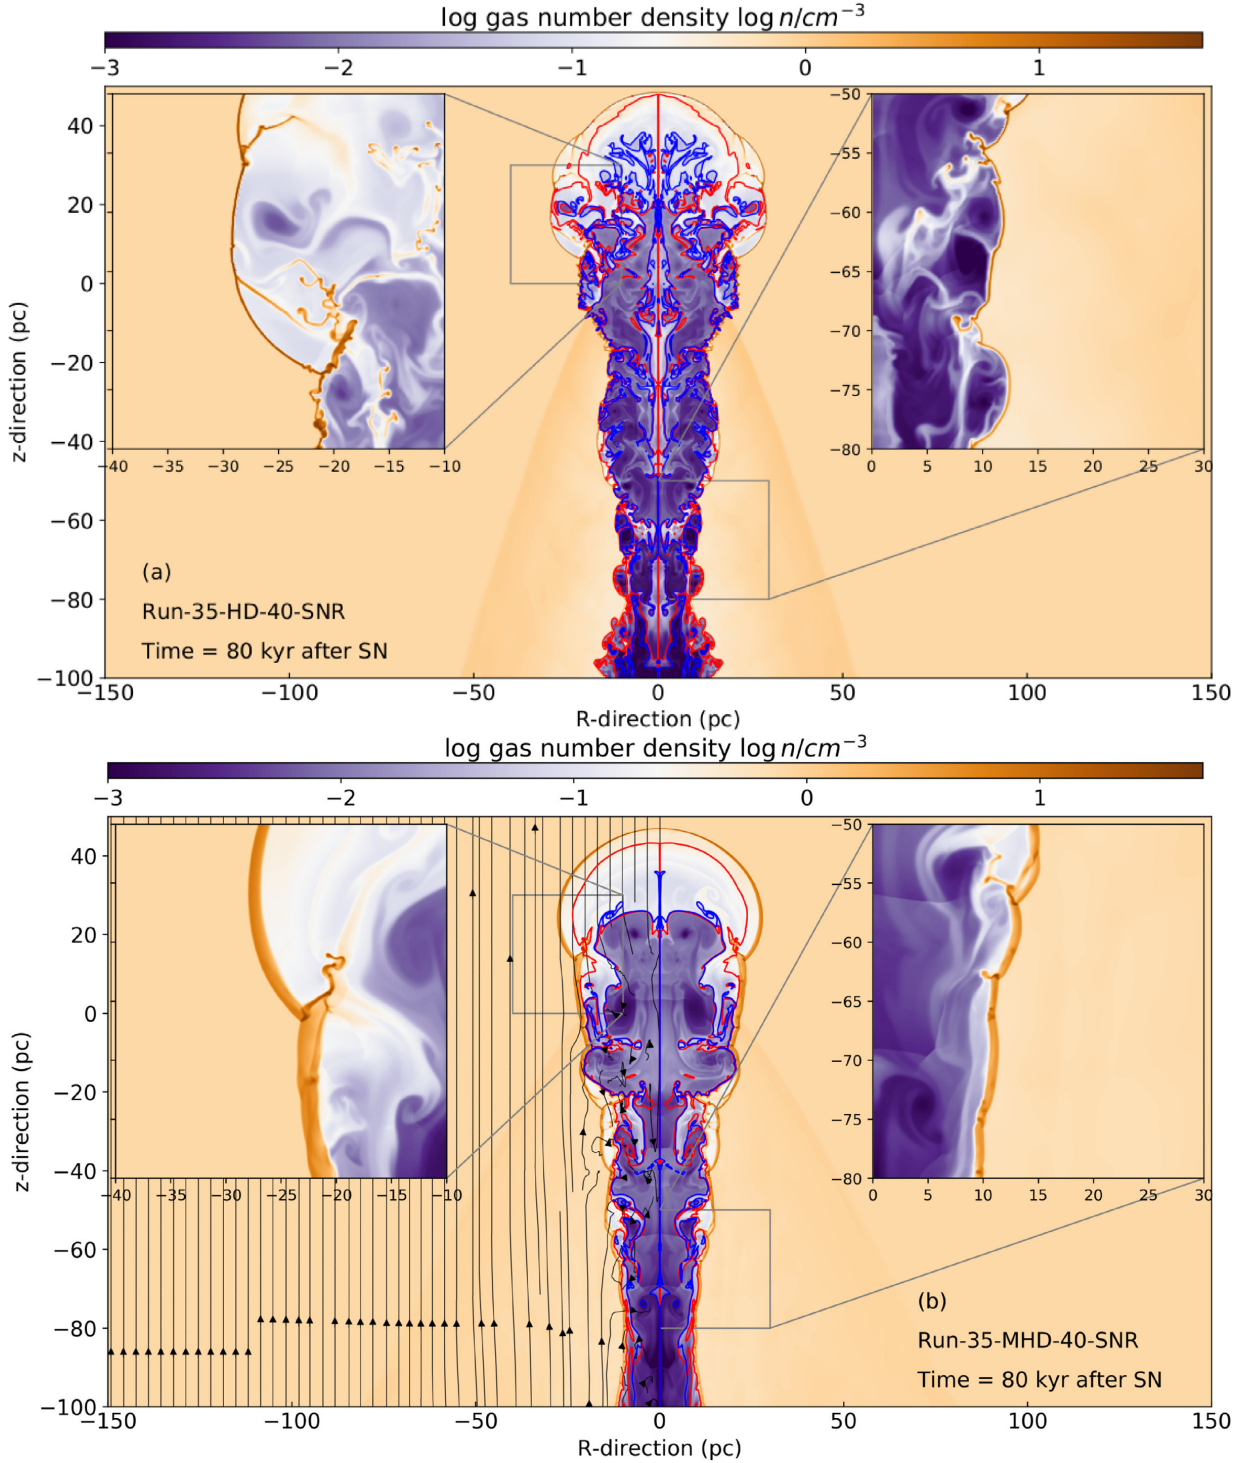 log gas number density log n/cm⁻³
−3 −2 −1 0 1
40
20
0
−20
−40
−60
−80
−100
z-direction (pc)
−40 −35 −30 −25 −20 −15 −10
−50
−55
−60
−65
−70
−75
−80
0 5 10 15 20 25 30
(a)
Run-35-HD-40-SNR
Time = 80 kyr after SN
−150 −100 −50 0 50 100 150
R-direction (pc)
log gas number density log n/cm⁻³
−3 −2 −1 0 1
40
20
0
−20
−40
−60
−80
−100
z-direction (pc)
−40 −35 −30 −25 −20 −15 −10
−50
−55
−60
−65
−70
−75
−80
0 5 10 15 20 25 30
(b)
Run-35-MHD-40-SNR
Time = 80 kyr after SN
−150 −100 −50 0 50 100 150
R-direction (pc)